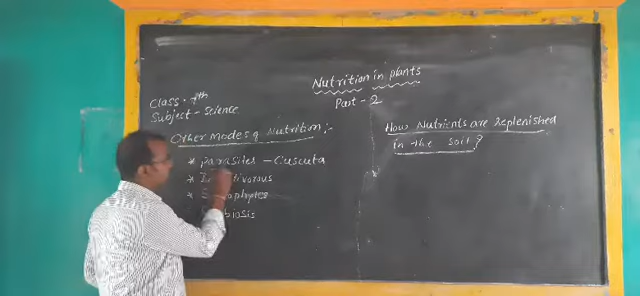 Nutrition in plants
Part - 2
Class - 7th
Subject - Science
Other Modes of Nutrition :-
* Parasites - Cuscuta
*
*
How Nutrients are Replenished
in the Soil?